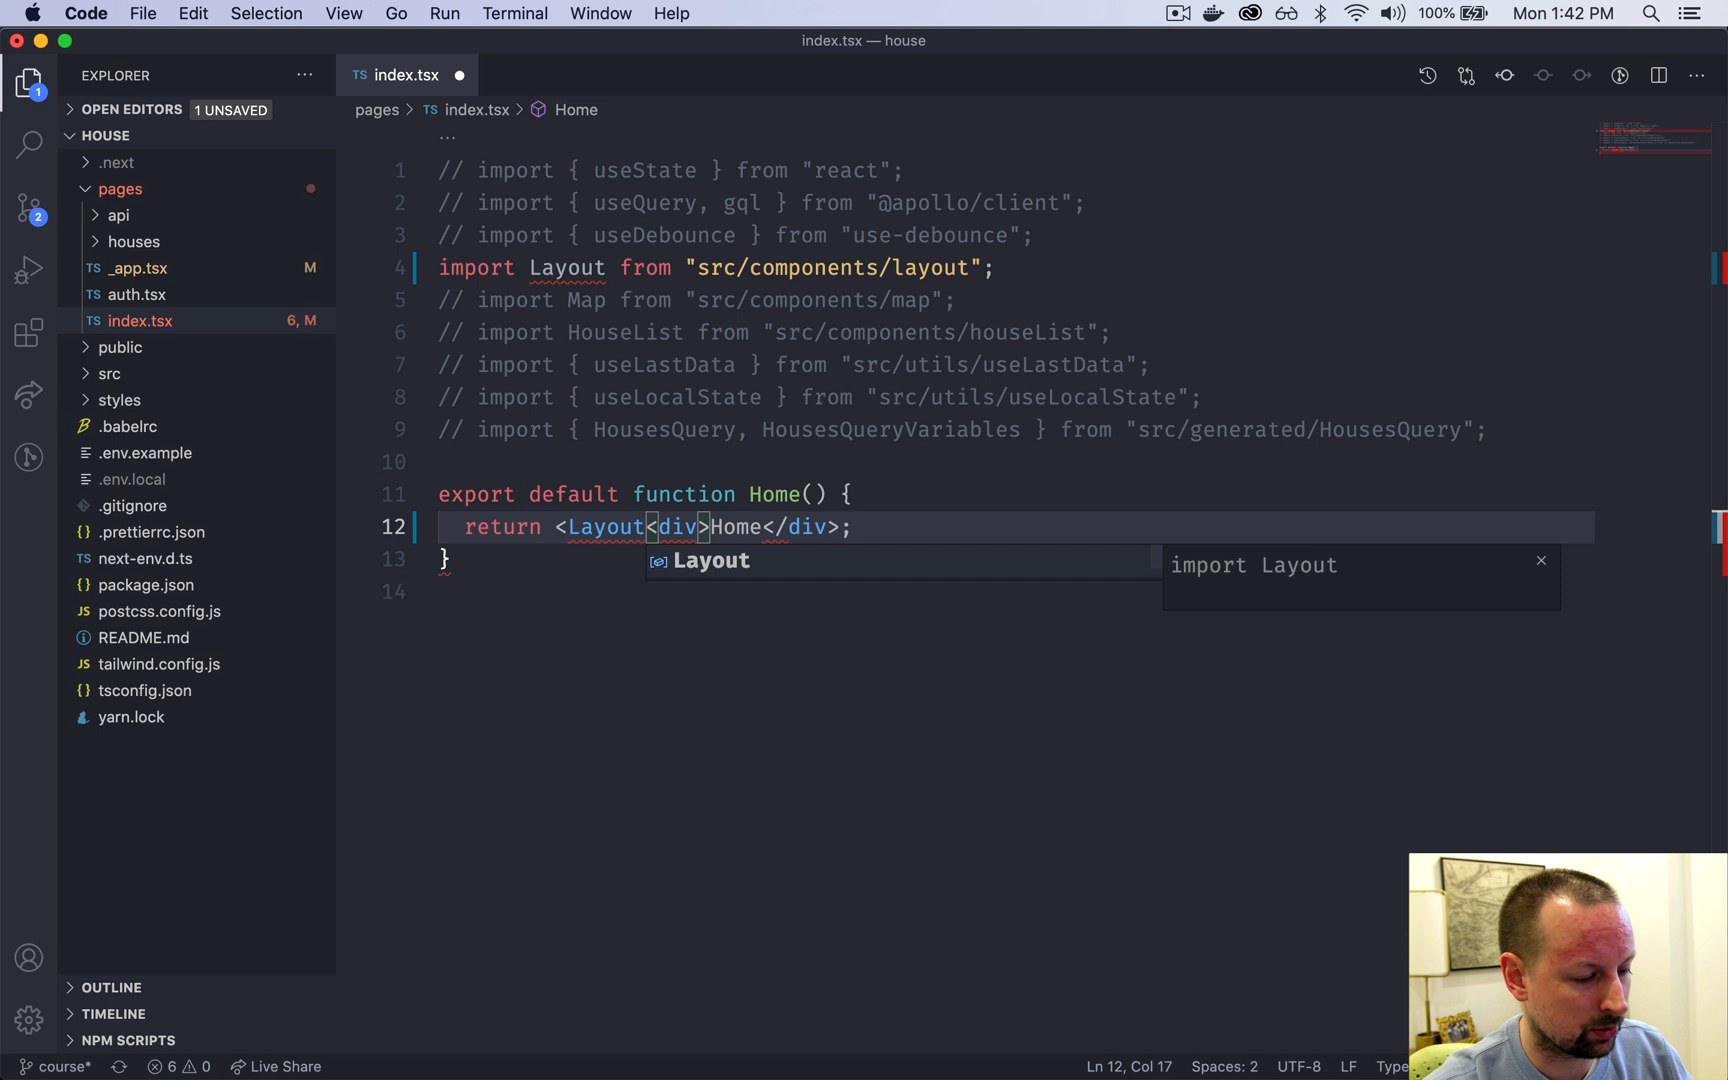 Code File Edit Selection View Go Run Terminal Window Help 100% Mon 1:42 PM
index.tsx — house
EXPLORER
TS index.tsx
OPEN EDITORS 1 UNSAVED
pages > TS index.tsx > Home
HOUSE
.next
pages
api
houses
TS _app.tsx M
TS auth.tsx
TS index.tsx 6, M
public
src
styles
.babelrc
.env.example
.env.local
.gitignore
{} .prettierrc.json
TS next-env.d.ts
{} package.json
JS postcss.config.js
README.md
JS tailwind.config.js
{} tsconfig.json
yarn.lock
OUTLINE
TIMELINE
NPM SCRIPTS
1
2
1 // import { useState } from "react";
2 // import { useQuery, gql } from "@apollo/client";
3 // import { useDebounce } from "use-debounce";
4 import Layout from "src/components/layout";
5 // import Map from "src/components/map";
6 // import HouseList from "src/components/houseList";
7 // import { useLastData } from "src/utils/useLastData";
8 // import { useLocalState } from "src/utils/useLocalState";
9 // import { HousesQuery, HousesQueryVariables } from "src/generated/HousesQuery";
10
11 export default function Home() {
12 return <Layout<div>Home</div>;
13 }
14
Layout
import Layout
course* 6 0 Live Share Ln 12, Col 17 Spaces: 2 UTF-8 LF Type